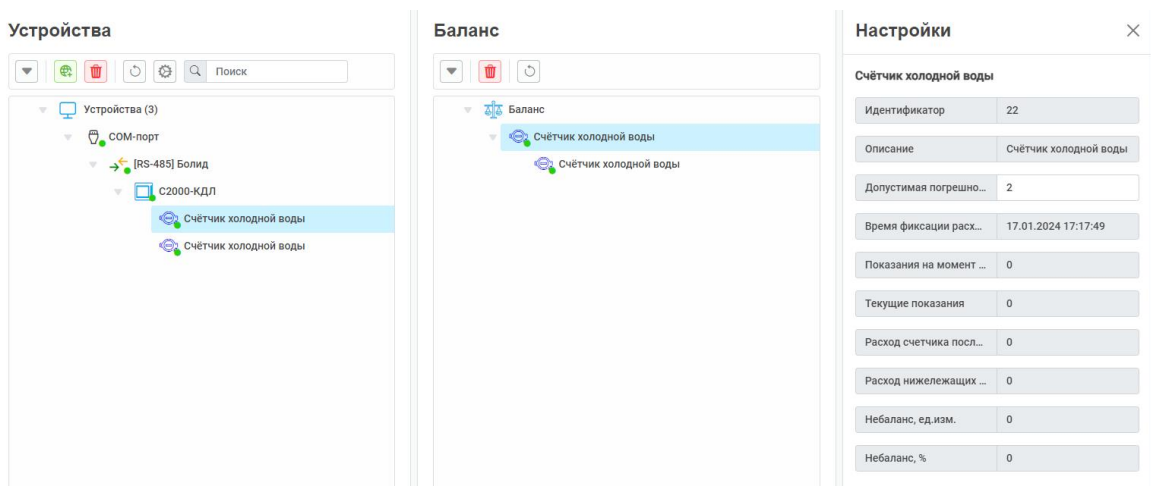 Устройства
Поиск
Устройства (3)
COM-порт
[RS-485] Болид
С2000-КДЛ
Счётчик холодной воды
Счётчик холодной воды
Баланс
Баланс
Счётчик холодной воды
Счётчик холодной воды
Настройки
Счётчик холодной воды
Идентификатор 22
Описание Счётчик холодной воды
Допустимая погрешно... 2
Время фиксации расх... 17.01.2024 17:17:49
Показания на момент ... 0
Текущие показания 0
Расход счетчика посл... 0
Расход нижележащих ... 0
Небаланс, ед.изм. 0
Небаланс, % 0